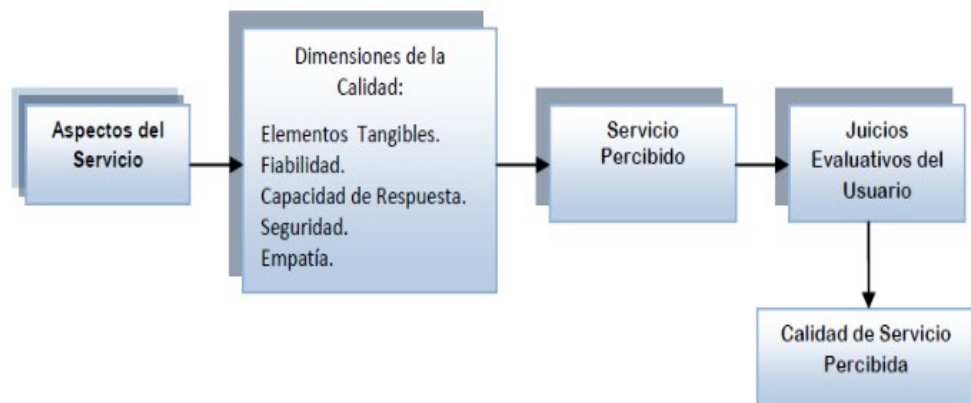 Aspectos del
Servicio
Dimensiones de la
Calidad:
Elementos Tangibles.
Fiabilidad.
Capacidad de Respuesta.
Seguridad.
Empatía.
Servicio
Percibido
Juicios
Evaluativos del
Usuario
Calidad de Servicio
Percibida